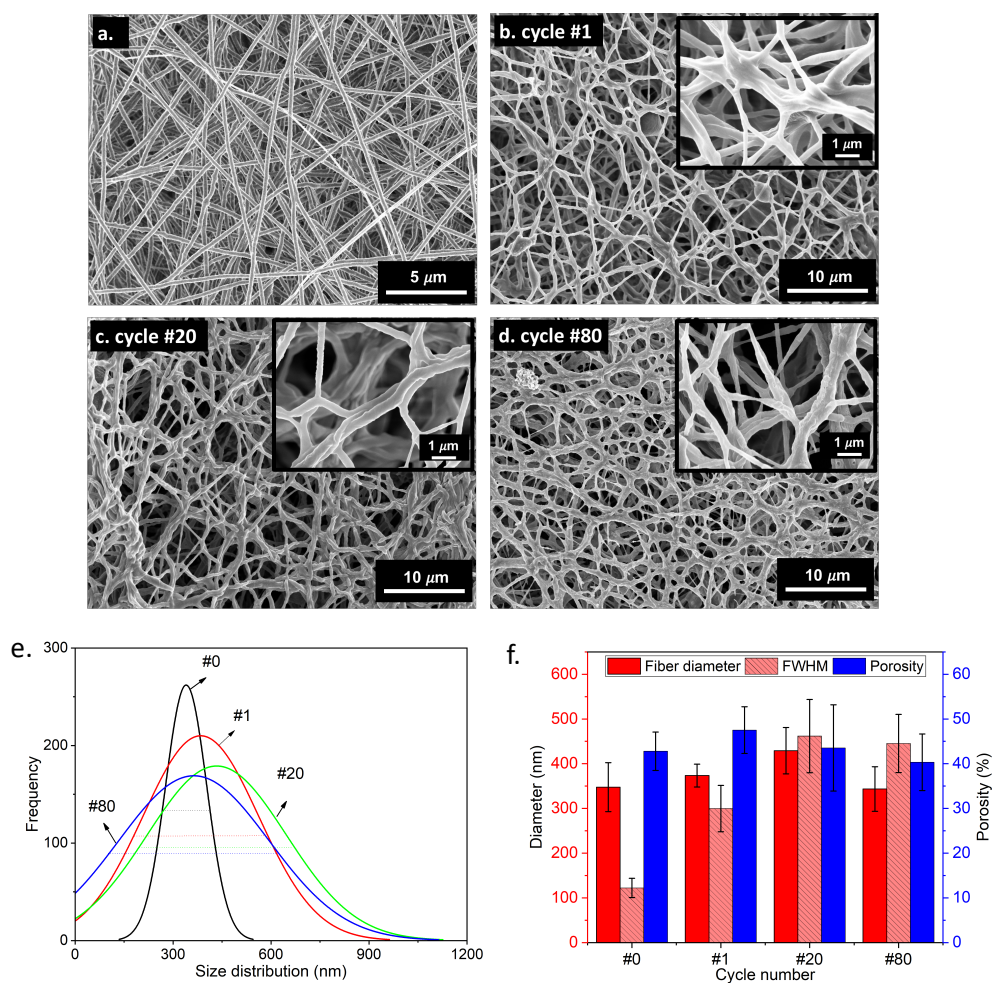 a.
5 μm
b. cycle #1
1 μm
10 μm
c. cycle #20
1 μm
10 μm
d. cycle #80
1 μm
10 μm
e.
300
200
100
0
0 300 600 900 1200
Frequency
Size distribution (nm)
#0
#1
#20
#80
f.
Fiber diameter FWHM Porosity
600
500
400
300
200
100
0
Diameter (nm)
60
50
40
30
20
10
0
Porosity (%)
#0 #1 #20 #80
Cycle number